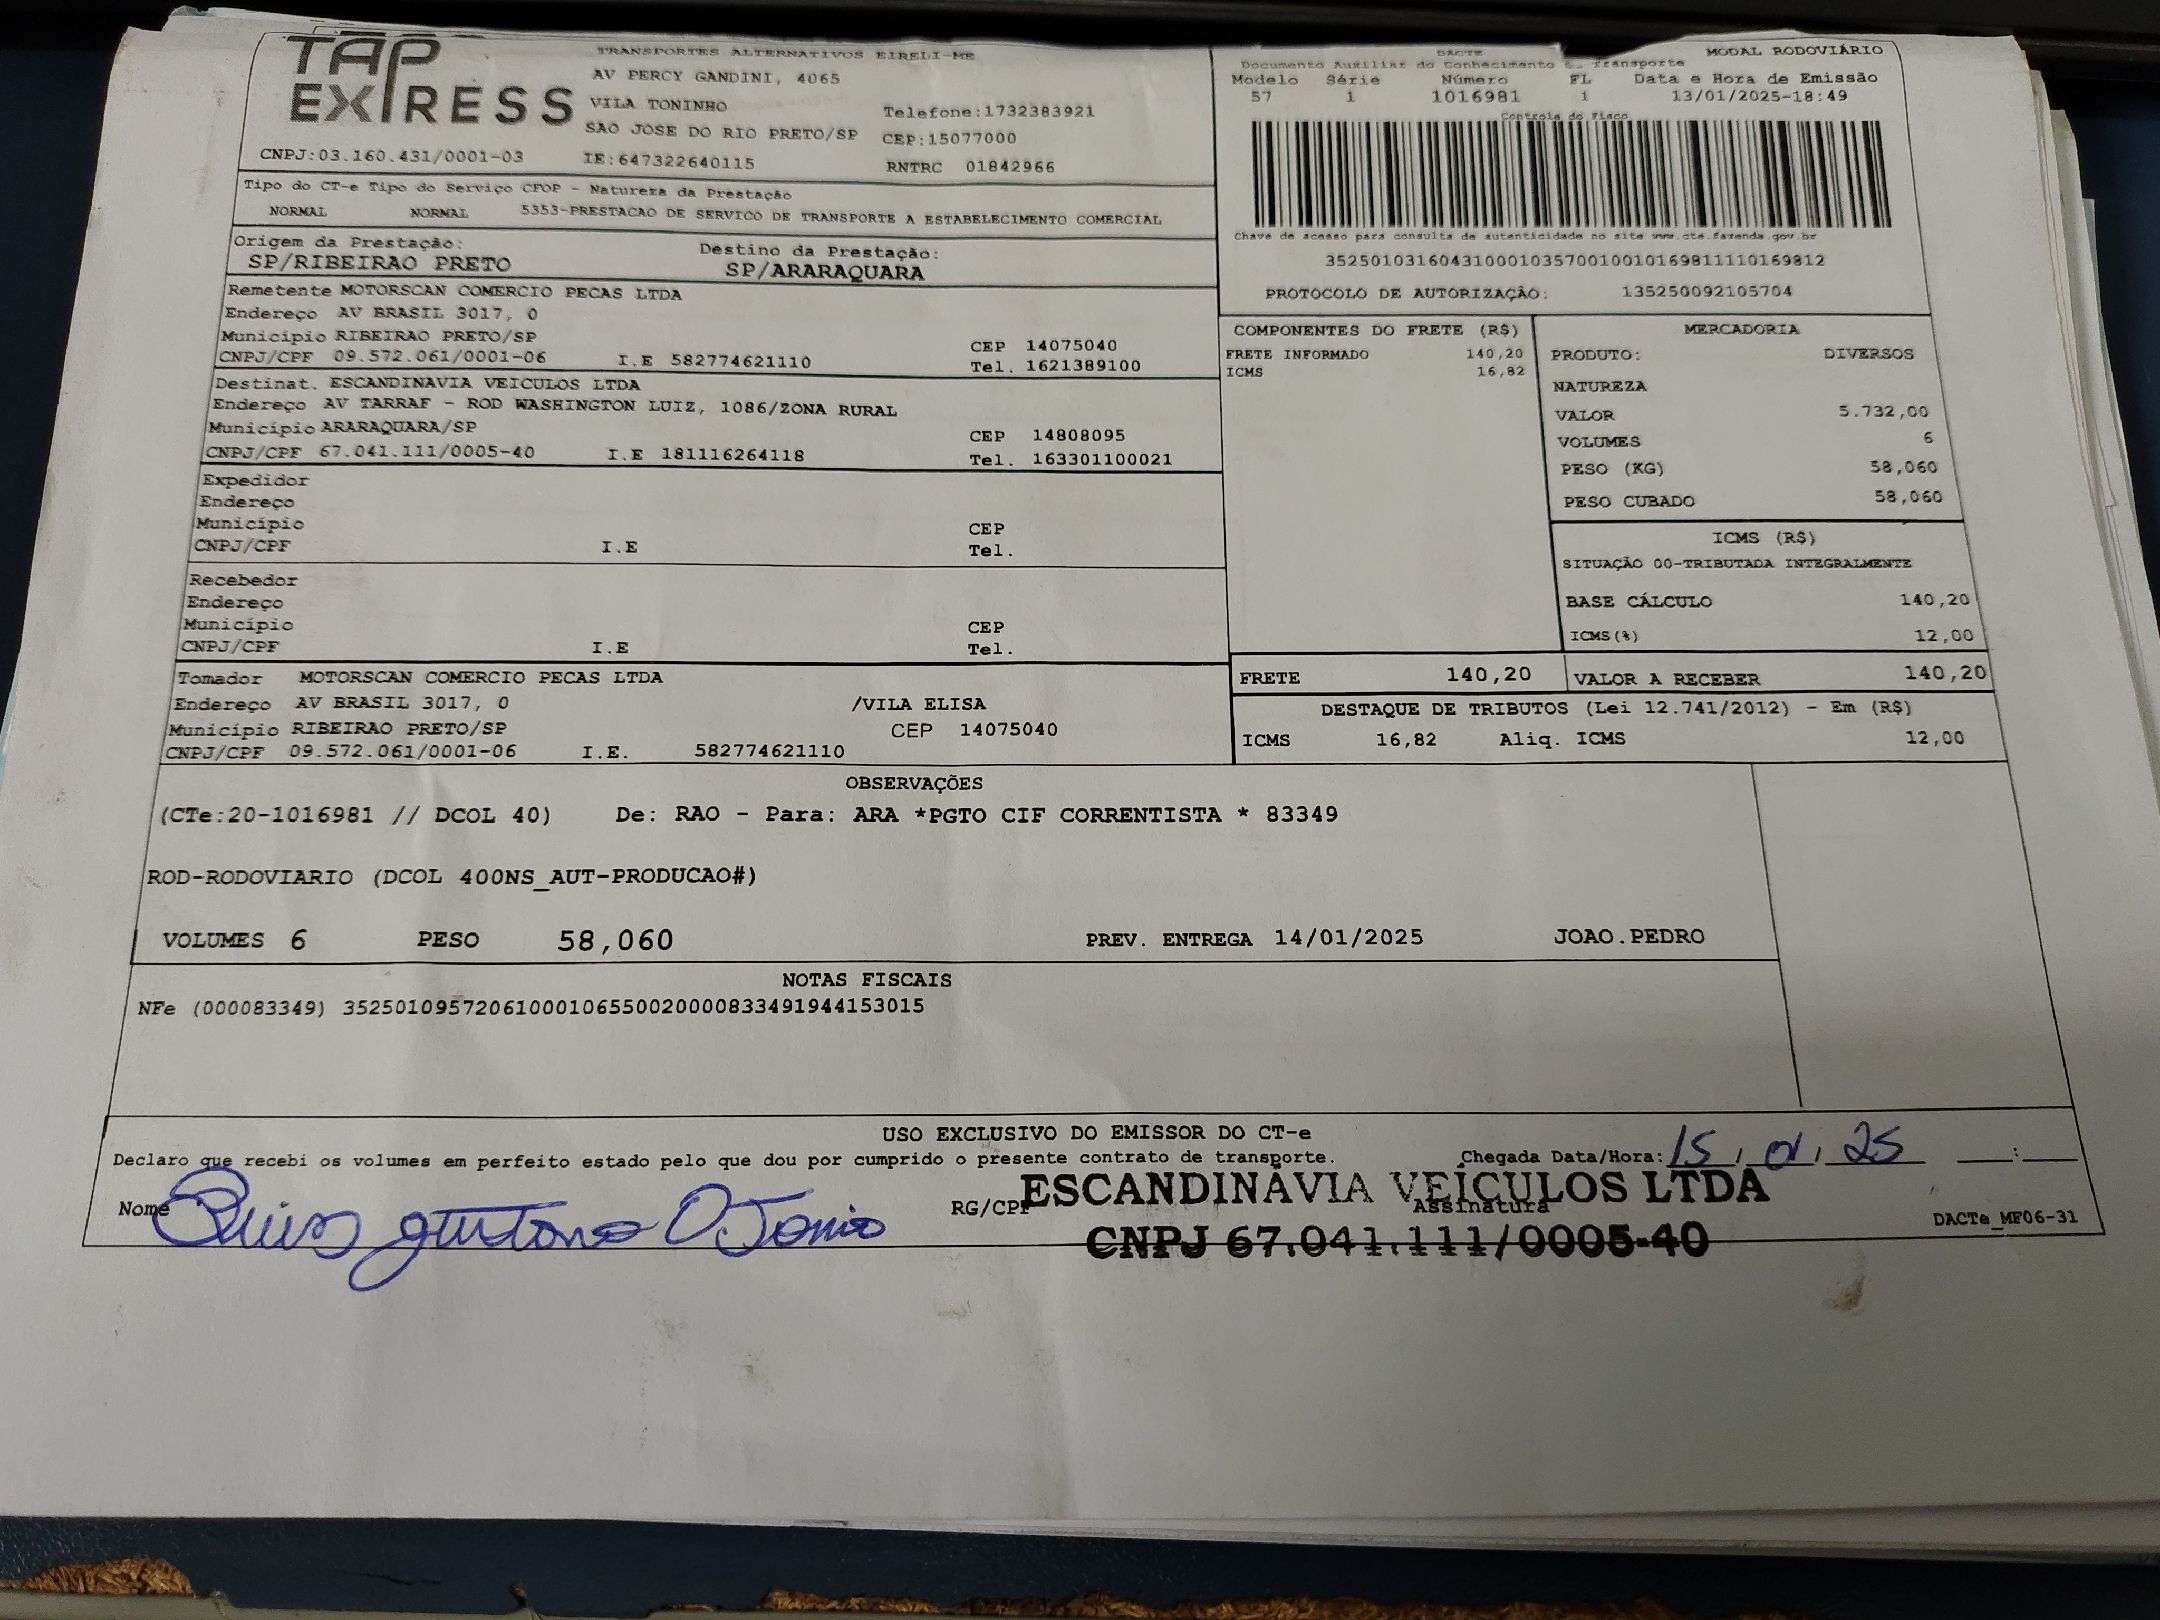 TAP EXPRESS
TRANSPORTES ALTERNATIVOS EIRELI-ME
AV PERCY GANDINI, 4065
VILA TONINHO
Telefone:1732383921
SAO JOSE DO RIO PRETO/SP CEP:15077000
CNPJ:03.160.431/0001-03 IE:647322640115 RNTRC 01842966
DACTE MODAL RODOVIÁRIO
Documento Auxiliar do Conhecimento Transporte
Modelo Série Número FL Data e Hora de Emissão
57 1 1016981 1 13/01/2025-18:49
Controle do Fisco
Chave de acesso para consulta de autenticidade no site www.cte.fazenda.gov.br
35250103160431000103570010010169811110169812
PROTOCOLO DE AUTORIZAÇÃO: 135250092105704
Tipo do CT-e Tipo do Serviço CFOP - Natureza da Prestação
NORMAL NORMAL 5353-PRESTACAO DE SERVICO DE TRANSPORTE A ESTABELECIMENTO COMERCIAL
Origem da Prestação: Destino da Prestação:
SP/RIBEIRAO PRETO SP/ARARAQUARA
Remetente MOTORSCAN COMERCIO PECAS LTDA
Endereço AV BRASIL 3017, 0
Município RIBEIRAO PRETO/SP CEP 14075040
CNPJ/CPF 09.572.061/0001-06 I.E 582774621110 Tel. 1621389100
Destinat. ESCANDINAVIA VEICULOS LTDA
Endereço AV TARRAF - ROD WASHINGTON LUIZ, 1086/ZONA RURAL
Município ARARAQUARA/SP CEP 14808095
CNPJ/CPF 67.041.111/0005-40 I.E 181116264118 Tel. 163301100021
Expedidor
Endereço
Município CEP
CNPJ/CPF I.E Tel.
Recebedor
Endereço
Município CEP
CNPJ/CPF I.E Tel.
Tomador MOTORSCAN COMERCIO PECAS LTDA
Endereço AV BRASIL 3017, 0 /VILA ELISA
Município RIBEIRAO PRETO/SP CEP 14075040
CNPJ/CPF 09.572.061/0001-06 I.E. 582774621110
COMPONENTES DO FRETE (R$)
FRETE INFORMADO 140,20
ICMS 16,82
MERCADORIA
PRODUTO: DIVERSOS
NATUREZA
VALOR 5.732,00
VOLUMES 6
PESO (KG) 58,060
PESO CUBADO 58,060
ICMS (R$)
SITUAÇÃO 00-TRIBUTADA INTEGRALMENTE
BASE CÁLCULO 140,20
ICMS(%) 12,00
FRETE 140,20 VALOR A RECEBER 140,20
DESTAQUE DE TRIBUTOS (Lei 12.741/2012) - Em (R$)
ICMS 16,82 Aliq. ICMS 12,00
OBSERVAÇÕES
(CTe:20-1016981 // DCOL 40) De: RAO - Para: ARA *PGTO CIF CORRENTISTA * 83349
ROD-RODOVIARIO (DCOL 400NS_AUT-PRODUCAO#)
VOLUMES 6 PESO 58,060 PREV. ENTREGA 14/01/2025 JOAO.PEDRO
NOTAS FISCAIS
NFe (000083349) 35250109572061000106550020000833491944153015
USO EXCLUSIVO DO EMISSOR DO CT-e
Declaro que recebi os volumes em perfeito estado pelo que dou por cumprido o presente contrato de transporte. Chegada Data/Hora: 15/01/25 __:__
Nome RG/CPF Assinatura DACTe_MF06-31
ESCANDINÁVIA VEÍCULOS LTDA
CNPJ 67.041.111/0005-40